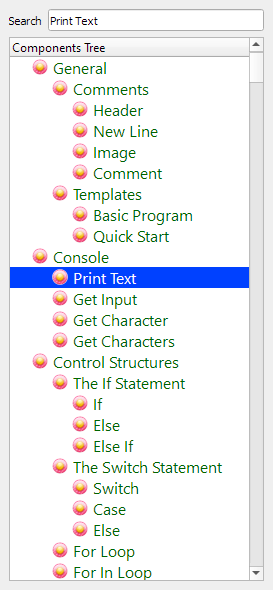 Search Print Text
Components Tree
General
Comments
Header
New Line
Image
Comment
Templates
Basic Program
Quick Start
Console
Print Text
Get Input
Get Character
Get Characters
Control Structures
The If Statement
If
Else
Else If
The Switch Statement
Switch
Case
Else
For Loop
For In Loop